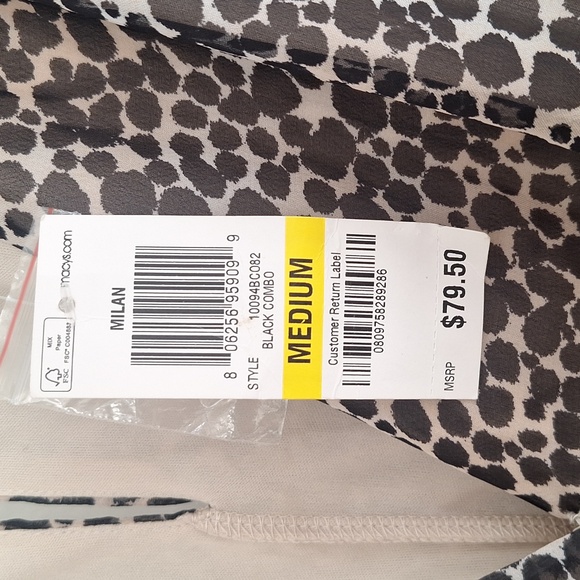 macys.com
MIX
Paper
FSC
MILAN
8 06256 95909 9
STYLE 10094BC082
BLACK COMBO
MEDIUM
Customer Return Label
0809758289286
MSRP $79.50